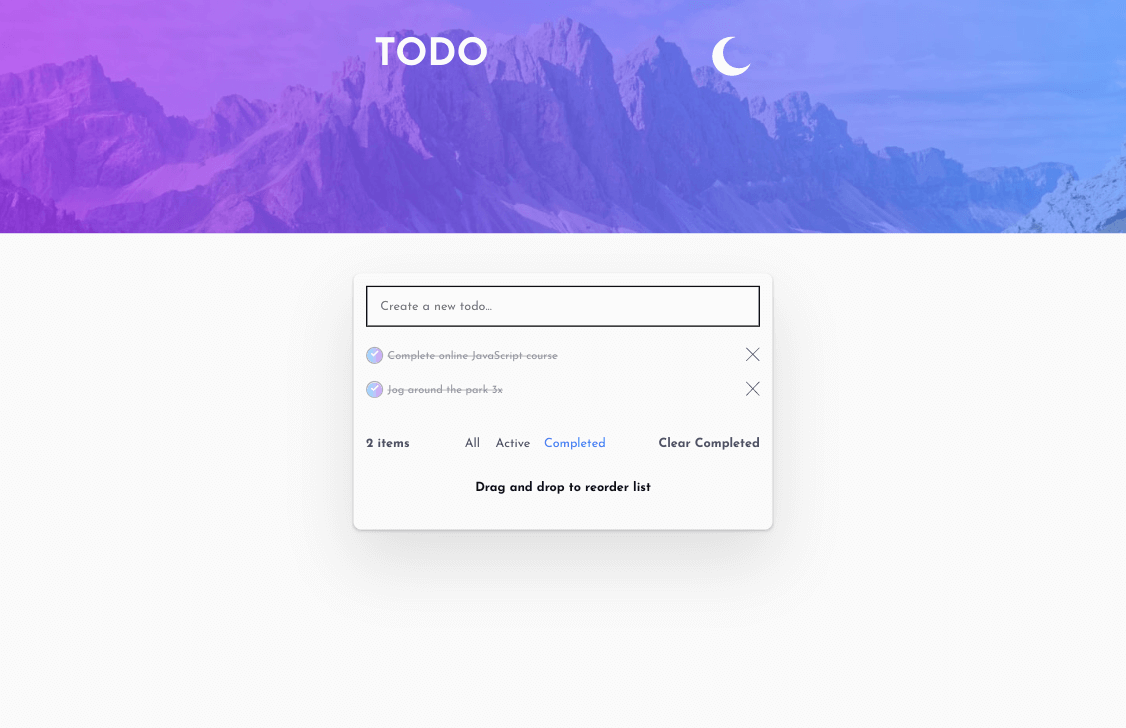 TODO
Create a new todo...
Complete online JavaScript course
Jog around the park 3x
2 items All Active Completed Clear Completed
Drag and drop to reorder list